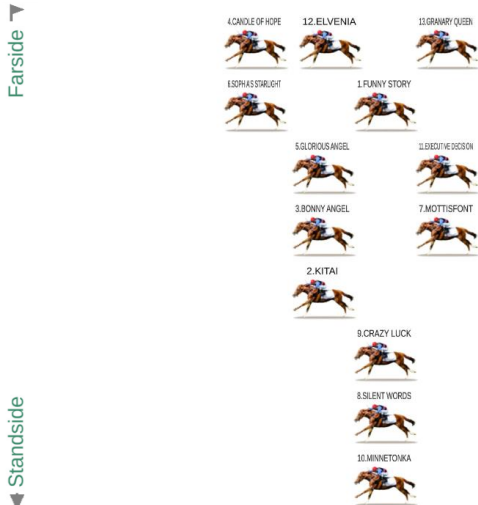 Farside
4.CANDLE OF HOPE
12.ELVENIA
13.GRANARY QUEEN
6.SOPHIA'S STARLIGHT
1.FUNNY STORY
5.GLORIOUS ANGEL
11.EXECUTIVE DECISION
3.BONNY ANGEL
7.MOTTISFONT
2.KITAI
9.CRAZY LUCK
8.SILENT WORDS
10.MINNETONKA
Standside